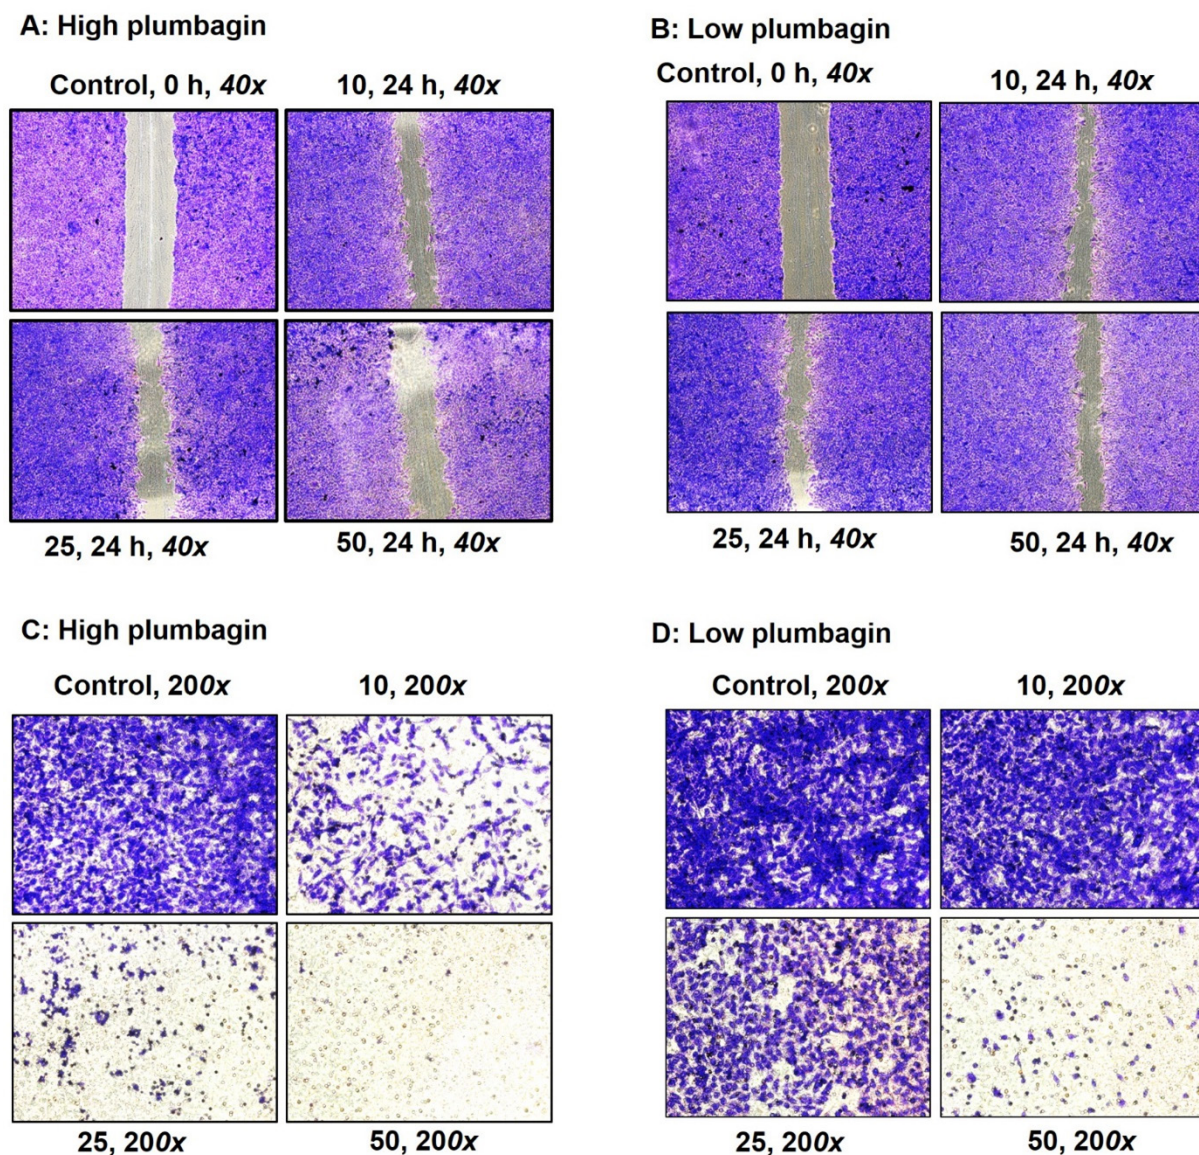 A: High plumbagin
Control, 0 h, 40x
10, 24 h, 40x
25, 24 h, 40x
50, 24 h, 40x
B: Low plumbagin
Control, 0 h, 40x
10, 24 h, 40x
25, 24 h, 40x
50, 24 h, 40x
C: High plumbagin
Control, 200x
10, 200x
25, 200x
50, 200x
D: Low plumbagin
Control, 200x
10, 200x
25, 200x
50, 200x